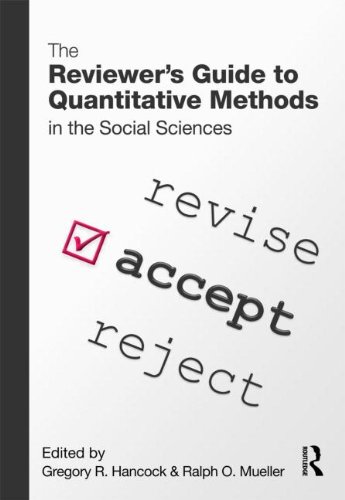 The
Reviewer's Guide to
Quantitative Methods
in the Social Sciences
revise
accept
reject
Edited by
Gregory R. Hancock & Ralph O. Mueller
ROUTLEDGE